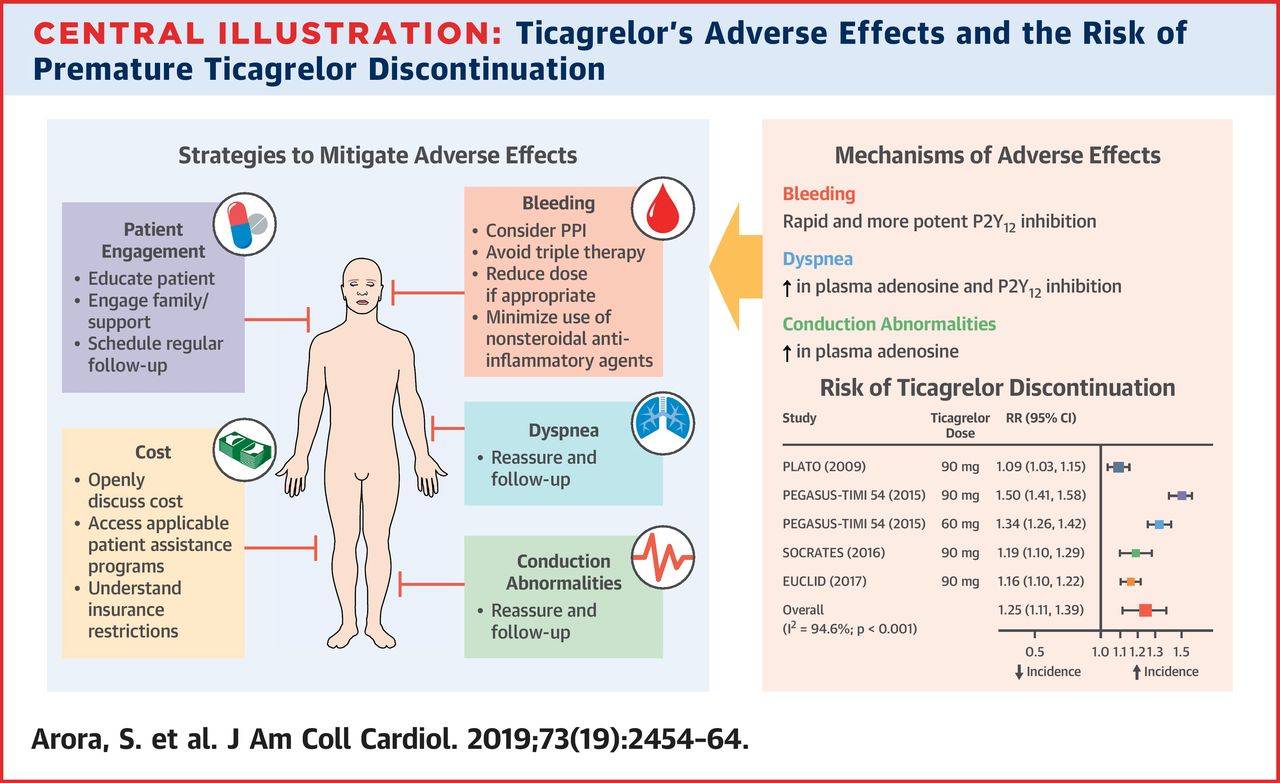 CENTRAL ILLUSTRATION: Ticagrelor’s Adverse Effects and the Risk of
Premature Ticagrelor Discontinuation
Strategies to Mitigate Adverse Effects
Patient
Engagement
• Educate patient
• Engage family/
support
• Schedule regular
follow-up
Cost
• Openly
discuss cost
• Access applicable
patient assistance
programs
• Understand
insurance
restrictions
Bleeding
• Consider PPI
• Avoid triple therapy
• Reduce dose
if appropriate
• Minimize use of
nonsteroidal anti-
inflammatory agents
Dyspnea
• Reassure and
follow-up
Conduction
Abnormalities
• Reassure and
follow-up
Mechanisms of Adverse Effects
Bleeding
Rapid and more potent P2Y₁₂ inhibition
Dyspnea
↑ in plasma adenosine and P2Y₁₂ inhibition
Conduction Abnormalities
↑ in plasma adenosine
Risk of Ticagrelor Discontinuation
Study Ticagrelor Dose RR (95% CI)
PLATO (2009) 90 mg 1.09 (1.03, 1.15)
PEGASUS-TIMI 54 (2015) 90 mg 1.50 (1.41, 1.58)
PEGASUS-TIMI 54 (2015) 60 mg 1.34 (1.26, 1.42)
SOCRATES (2016) 90 mg 1.19 (1.10, 1.29)
EUCLID (2017) 90 mg 1.16 (1.10, 1.22)
Overall 1.25 (1.11, 1.39)
(I² = 94.6%; p < 0.001)
0.5 1.0 1.1 1.2 1.3 1.5
↓ Incidence ↑ Incidence
Arora, S. et al. J Am Coll Cardiol. 2019;73(19):2454–64.